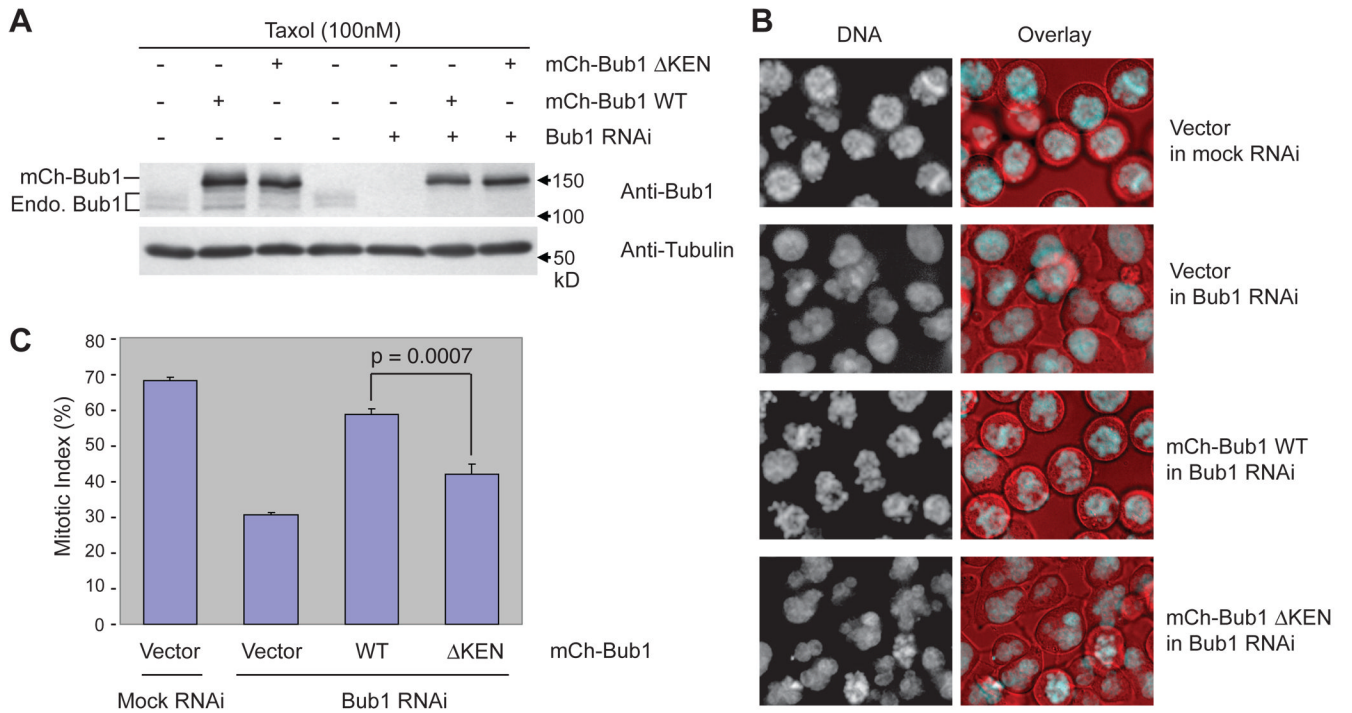 A
Taxol (100nM)
- - + - - - + mCh-Bub1 ΔKEN
- + - - - + - mCh-Bub1 WT
- - - - + + + Bub1 RNAi
mCh-Bub1
Endo. Bub1
150
100
Anti-Bub1
50
kD
Anti-Tubulin
B
DNA Overlay
Vector
in mock RNAi
Vector
in Bub1 RNAi
mCh-Bub1 WT
in Bub1 RNAi
mCh-Bub1 ΔKEN
in Bub1 RNAi
C
Mitotic Index (%)
80
70
60
50
40
30
20
10
0
p = 0.0007
Vector Vector WT ΔKEN mCh-Bub1
Mock RNAi Bub1 RNAi